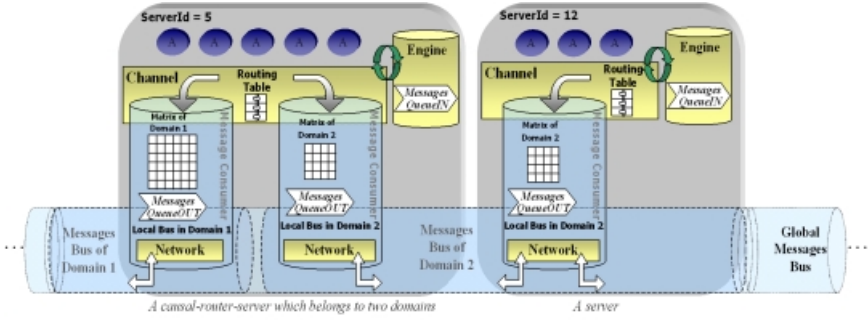 ServerId = 5
A A A A A
Engine
Channel
Routing
Table
Messages
QueueIN
Matrix of
Domain 1
Message Consumer
Messages
QueueOUT
Local Bus in Domain 1
Network
Matrix of
Domain 2
Message Consumer
Messages
QueueOUT
Local Bus in Domain 2
Network
ServerId = 12
A A A
Engine
Channel
Routing
Table
Messages
QueueIN
Matrix of
Domain 2
Message Consumer
Messages
QueueOUT
Local Bus in Domain 2
Network
...
Messages
Bus of
Domain 1
Messages
Bus of
Domain 2
Global
Messages
Bus
...
A causal-router-server which belongs to two domains
A server